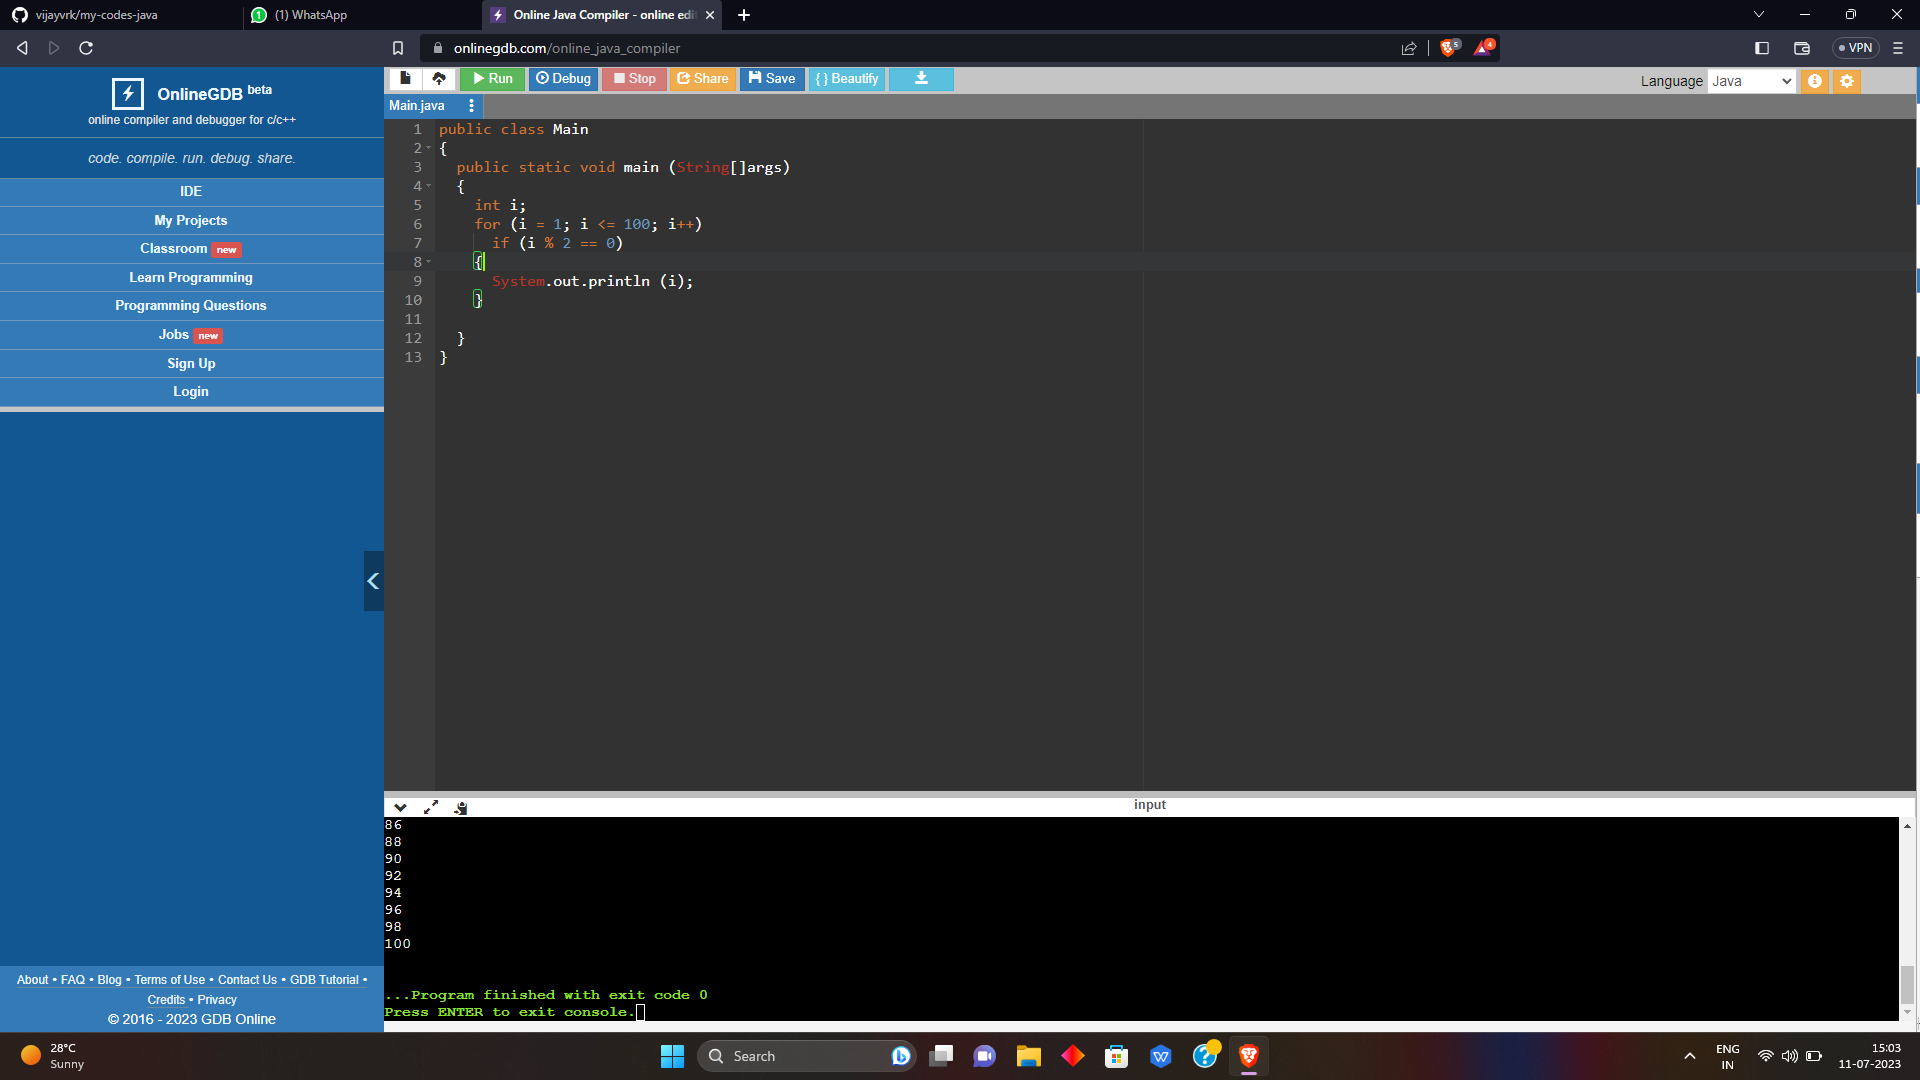 vijayvrk/my-codes-java
(1) WhatsApp
Online Java Compiler - online edi
onlinegdb.com/online_java_compiler
5
4
VPN
OnlineGDB beta
online compiler and debugger for c/c++
code. compile. run. debug. share.
IDE
My Projects
Classroom new
Learn Programming
Programming Questions
Jobs new
Sign Up
Login
About • FAQ • Blog • Terms of Use • Contact Us • GDB Tutorial •
Credits • Privacy
© 2016 - 2023 GDB Online
Run
Debug
Stop
Share
Save
{ } Beautify
Language Java
Main.java
1 public class Main
2 {
3 public static void main (String[]args)
4 {
5 int i;
6 for (i = 1; i <= 100; i++)
7 if (i % 2 == 0)
8 {
9 System.out.println (i);
10 }
11
12 }
13 }
input
86
88
90
92
94
96
98
100
...Program finished with exit code 0
Press ENTER to exit console.
28°C
Sunny
Search
ENG
IN
15:03
11-07-2023